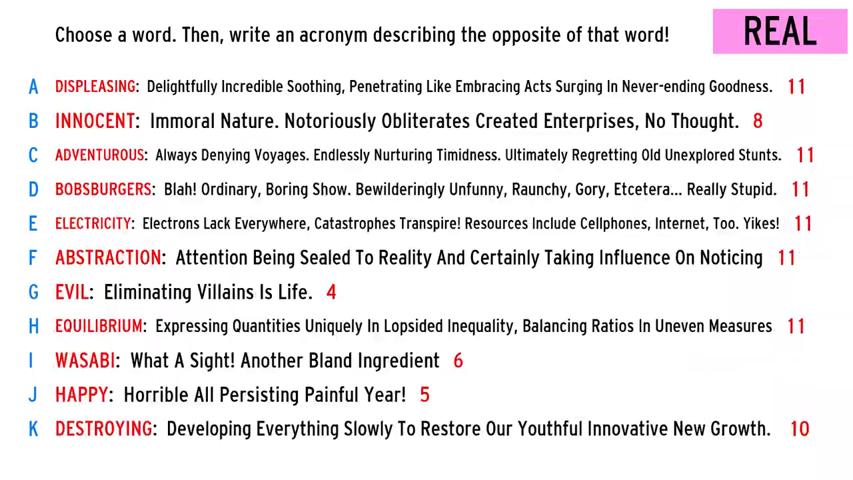 Choose a word. Then, write an acronym describing the opposite of that word! REAL
A DISPLEASING: Delightfully Incredible Soothing, Penetrating Like Embracing Acts Surging In Never-ending Goodness. 11
B INNOCENT: Immoral Nature. Notoriously Obliterates Created Enterprises, No Thought. 8
C ADVENTUROUS: Always Denying Voyages. Endlessly Nurturing Timidness. Ultimately Regretting Old Unexplored Stunts. 11
D BOBSBURGERS: Blah! Ordinary, Boring Show. Bewilderingly Unfunny, Raunchy, Gory, Etcetera... Really Stupid. 11
E ELECTRICITY: Electrons Lack Everywhere, Catastrophes Transpire! Resources Include Cellphones, Internet, Too. Yikes! 11
F ABSTRACTION: Attention Being Sealed To Reality And Certainly Taking Influence On Noticing 11
G EVIL: Eliminating Villains Is Life. 4
H EQUILIBRIUM: Expressing Quantities Uniquely In Lopsided Inequality, Balancing Ratios In Uneven Measures 11
I WASABI: What A Sight! Another Bland Ingredient 6
J HAPPY: Horrible All Persisting Painful Year! 5
K DESTROYING: Developing Everything Slowly To Restore Our Youthful Innovative New Growth. 10